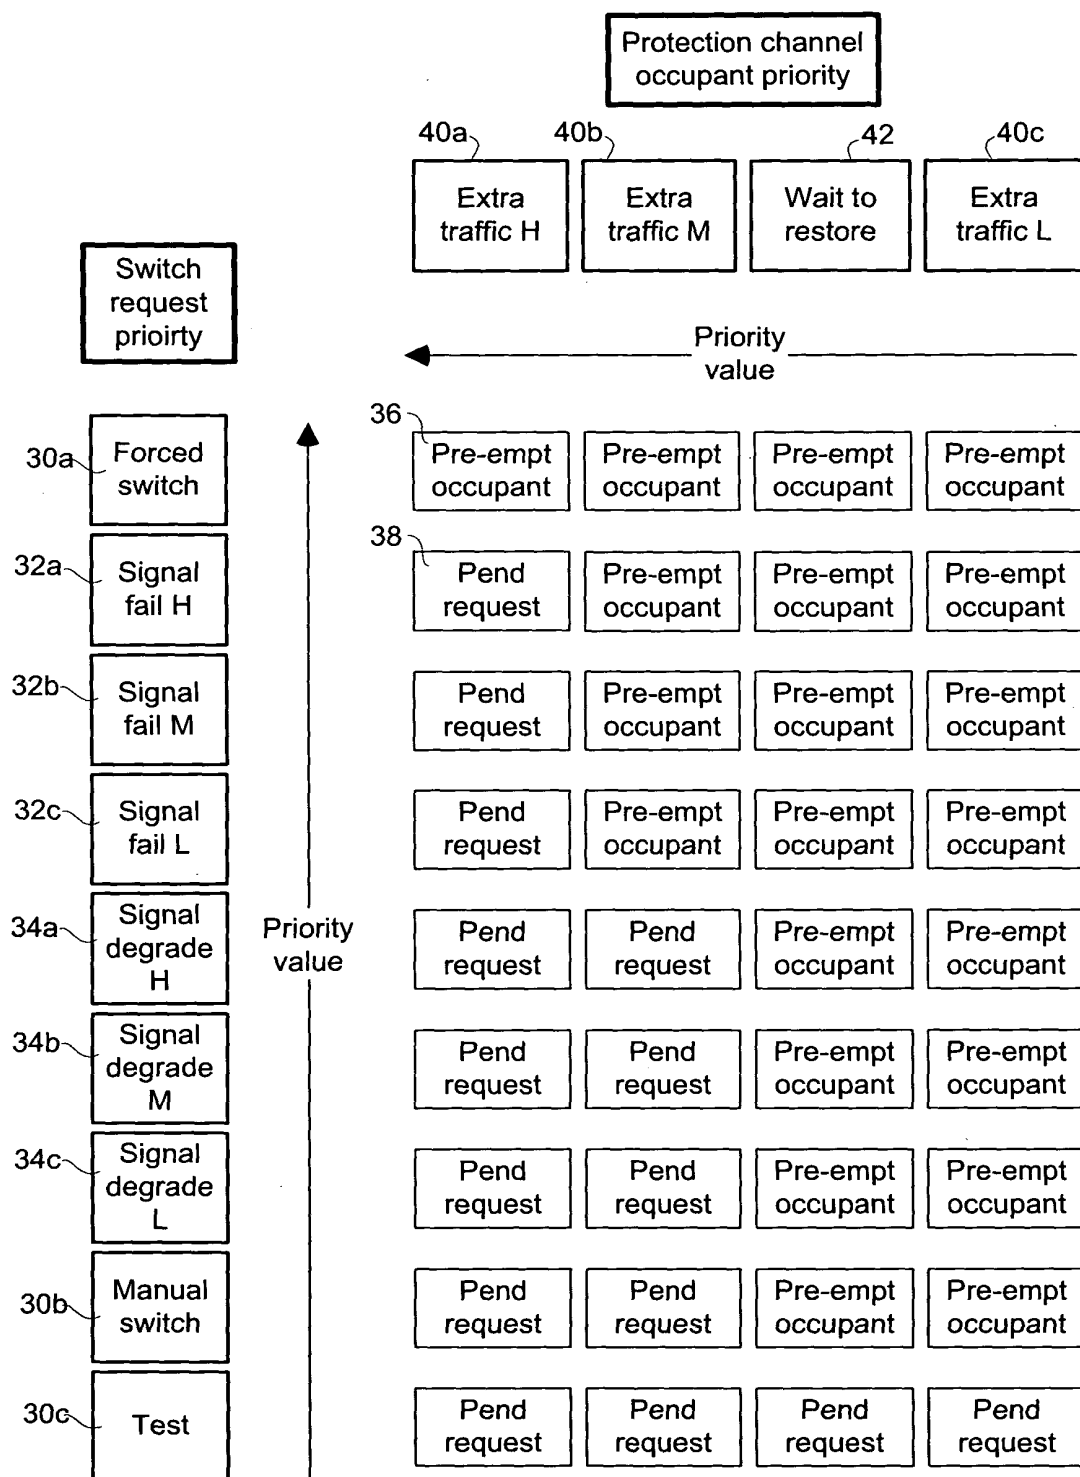 Protection channel
occupant priority
40a
40b
42
40c
Extra
traffic H
Extra
traffic M
Wait to
restore
Extra
traffic L
Switch
request
prioirty
Priority
value
36
30a
Forced
switch
Pre-empt
occupant
Pre-empt
occupant
Pre-empt
occupant
Pre-empt
occupant
38
32a
Signal
fail H
Pend
request
Pre-empt
occupant
Pre-empt
occupant
Pre-empt
occupant
32b
Signal
fail M
Pend
request
Pre-empt
occupant
Pre-empt
occupant
Pre-empt
occupant
32c
Signal
fail L
Pend
request
Pre-empt
occupant
Pre-empt
occupant
Pre-empt
occupant
34a
Signal
degrade
H
Priority
value
Pend
request
Pend
request
Pre-empt
occupant
Pre-empt
occupant
34b
Signal
degrade
M
Pend
request
Pend
request
Pre-empt
occupant
Pre-empt
occupant
34c
Signal
degrade
L
Pend
request
Pend
request
Pre-empt
occupant
Pre-empt
occupant
30b
Manual
switch
Pend
request
Pend
request
Pre-empt
occupant
Pre-empt
occupant
30c
Test
Pend
request
Pend
request
Pend
request
Pend
request